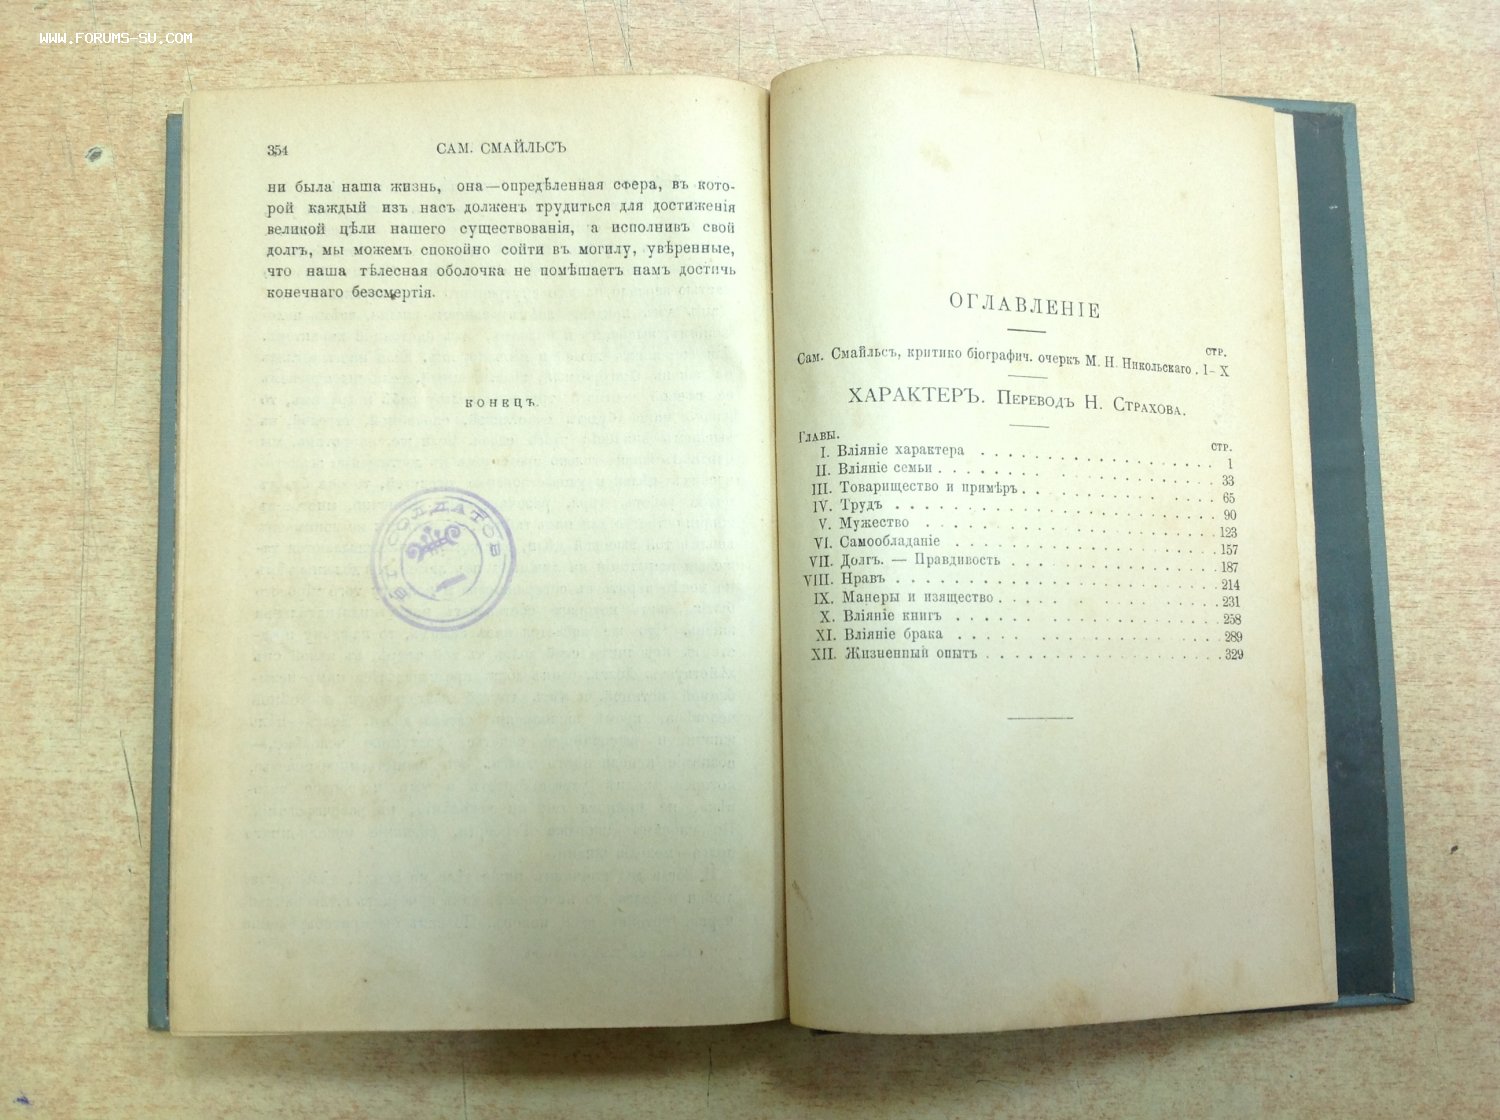 WWW.FORUMS-SU.COM
354
САМ. СМАЙЛЬСЪ
ни была наша жизнь, она—опредѣленная сфера, въ кото-
рой каждый изъ насъ долженъ трудиться для достиженія
великой цѣли нашего существованія, а исполнивъ свой
долгъ, мы можемъ спокойно сойти въ могилу, увѣренные,
что наша тѣлесная оболочка не помѣшаетъ намъ достичь
конечнаго безсмертія.
КОНЕЦЪ.
В. Г. СОЛДАТОВ
ОГЛАВЛЕНІЕ
СТР.
Сам. Смайльсъ, критико біографич. очеркъ М. Н. Никольскаго . I- X
ХАРАКТЕРЪ. Переводъ Н. Страхова.
Главы.
СТР.
I. Вліяніе характера . . . . . . . . . . . . . 1
II. Вліяніе семьи . . . . . . . . . . . . . . 33
III. Товарищество и примѣръ . . . . . . . . . . 65
IV. Трудъ . . . . . . . . . . . . . . . . . 90
V. Мужество . . . . . . . . . . . . . . . 123
VI. Самообладаніе . . . . . . . . . . . . . . 157
VII. Долгъ. — Правдивость . . . . . . . . . . . 187
VIII. Нравъ . . . . . . . . . . . . . . . . . 214
IX. Манеры и изящество . . . . . . . . . . . . 231
X. Вліяніе книгъ . . . . . . . . . . . . . . 258
XI. Вліяніе брака . . . . . . . . . . . . . . 289
XII. Жизненный опытъ . . . . . . . . . . . . . 329